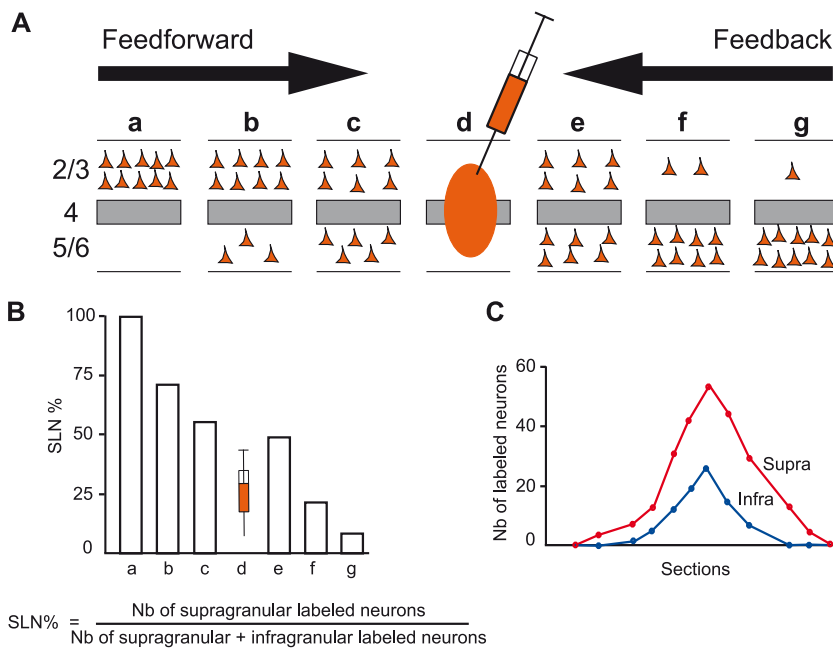 A
Feedforward
Feedback
a b c d e f g
2/3
4
5/6
B
SLN %
100
75
50
25
0
a b c d e f g
SLN% = Nb of supragranular labeled neurons
Nb of supragranular + infragranular labeled neurons
C
Nb of labeled neurons
60
40
20
0
Supra
Infra
Sections